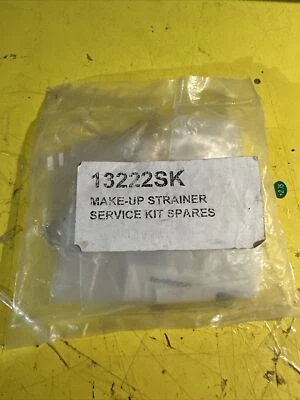 13222SK
MAKE-UP STRAINER
SERVICE KIT SPARES